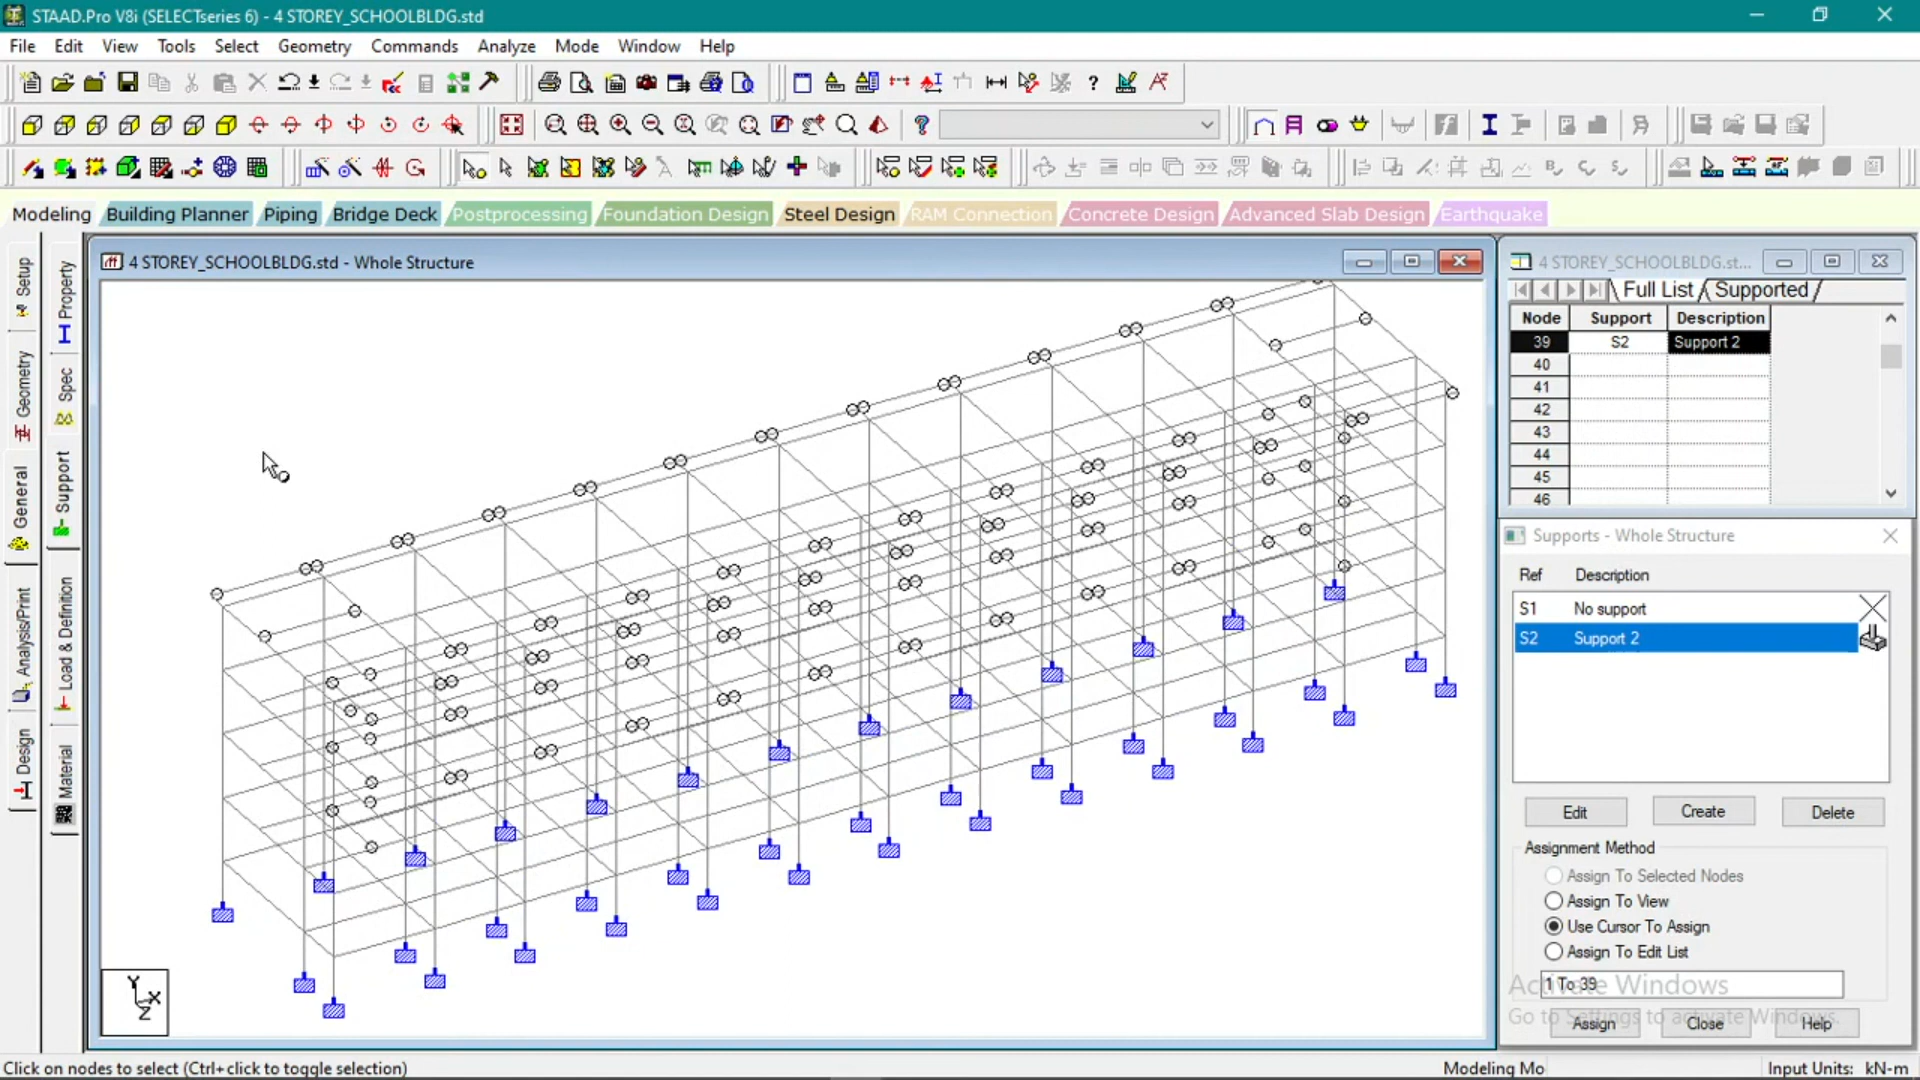 STAAD.Pro V8i (SELECTseries 6) - 4 STOREY_SCHOOLBLDG.std
File Edit View Tools Select Geometry Commands Analyze Mode Window Help
Modeling Building Planner Piping Bridge Deck Postprocessing Foundation Design Steel Design RAM Connection Concrete Design Advanced Slab Design Earthquake
Setup
Geometry
General
Analysis/Print
Design
Property
Spec
Support
Load & Definition
Material
4 STOREY_SCHOOLBLDG.std - Whole Structure
Y
X
Z
4 STOREY_SCHOOLBLDG.st...
Full List Supported
Node Support Description
39 S2 Support 2
40
41
42
43
44
45
46
Supports - Whole Structure
Ref Description
S1 No support
S2 Support 2
Edit Create Delete
Assignment Method
Assign To Selected Nodes
Assign To View
Use Cursor To Assign
Assign To Edit List
1 To 39
Activate Windows
Go to Settings to activate Windows.
Assign Close Help
Click on nodes to select (Ctrl+click to toggle selection)
Modeling Mo
Input Units: kN-m